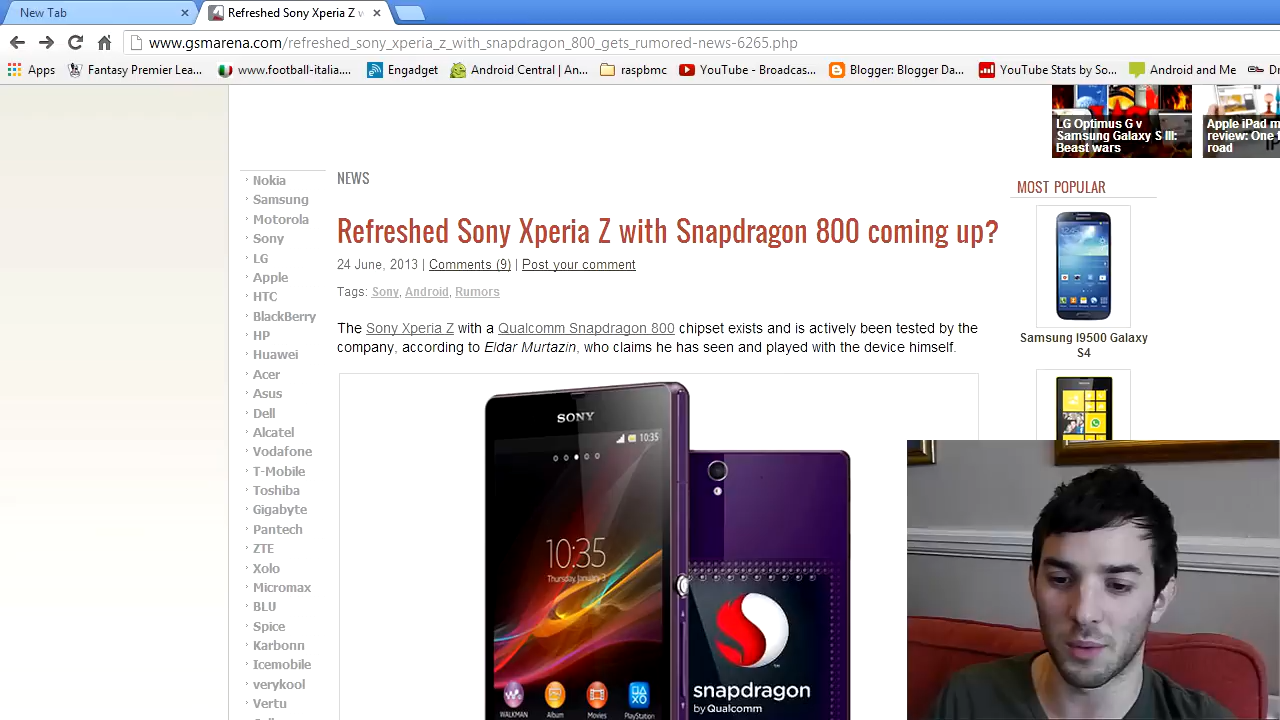 New Tab
Refreshed Sony Xperia Z w
www.gsmarena.com/refreshed_sony_xperia_z_with_snapdragon_800_gets_rumored-news-6265.php
Apps
Fantasy Premier Lea...
www.football-italia....
Engadget
Android Central | An...
raspbmc
YouTube - Broadcas...
Blogger: Blogger Da...
YouTube Stats by So...
Android and Me
Dro
LG Optimus G v
Samsung Galaxy S III:
Beast wars
Apple iPad m
review: One
road
Nokia
Samsung
Motorola
Sony
LG
Apple
HTC
BlackBerry
HP
Huawei
Acer
Asus
Dell
Alcatel
Vodafone
T-Mobile
Toshiba
Gigabyte
Pantech
ZTE
Xolo
Micromax
BLU
Spice
Karbonn
Icemobile
verykool
Vertu
NEWS
Refreshed Sony Xperia Z with Snapdragon 800 coming up?
24 June, 2013 | Comments (9) | Post your comment
Tags: Sony, Android, Rumors
The Sony Xperia Z with a Qualcomm Snapdragon 800 chipset exists and is actively been tested by the
company, according to Eldar Murtazin, who claims he has seen and played with the device himself.
SONY
10:35
10:35
Thursday, January 3
WALKMAN
Album
Movies
PlayStation
snapdragon
by Qualcomm
MOST POPULAR
Samsung I9500 Galaxy
S4